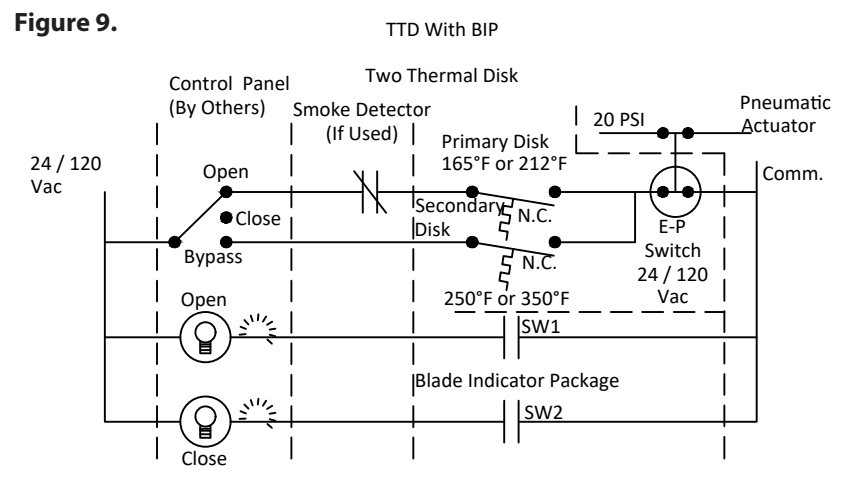 Figure 9.
TTD With BIP
Two Thermal Disk
Control Panel
(By Others)
Smoke Detector
(If Used)
Primary Disk
165°F or 212°F
20 PSI
Pneumatic
Actuator
24 / 120
Vac
Open
Close
Bypass
Secondary
Disk
N.C.
N.C.
250°F or 350°F
Comm.
E-P
Switch
24 / 120
Vac
Open
SW1
Blade Indicator Package
SW2
Close